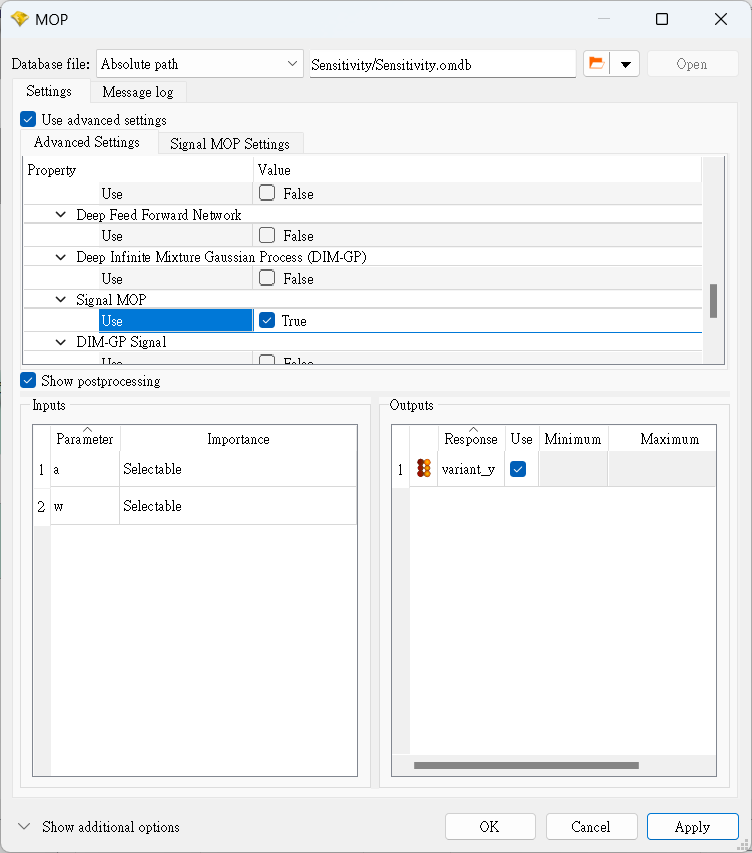 MOP
Database file: Absolute path Sensitivity/Sensitivity.omdb Open
Settings Message log
Use advanced settings
Advanced Settings Signal MOP Settings
Property Value
Use False
Deep Feed Forward Network
Use False
Deep Infinite Mixture Gaussian Process (DIM-GP)
Use False
Signal MOP
Use True
DIM-GP Signal
Use False
Show postprocessing
Inputs Outputs
Parameter Importance Response Use Minimum Maximum
1 a Selectable 1 variant_y
2 w Selectable
Show additional options OK Cancel Apply